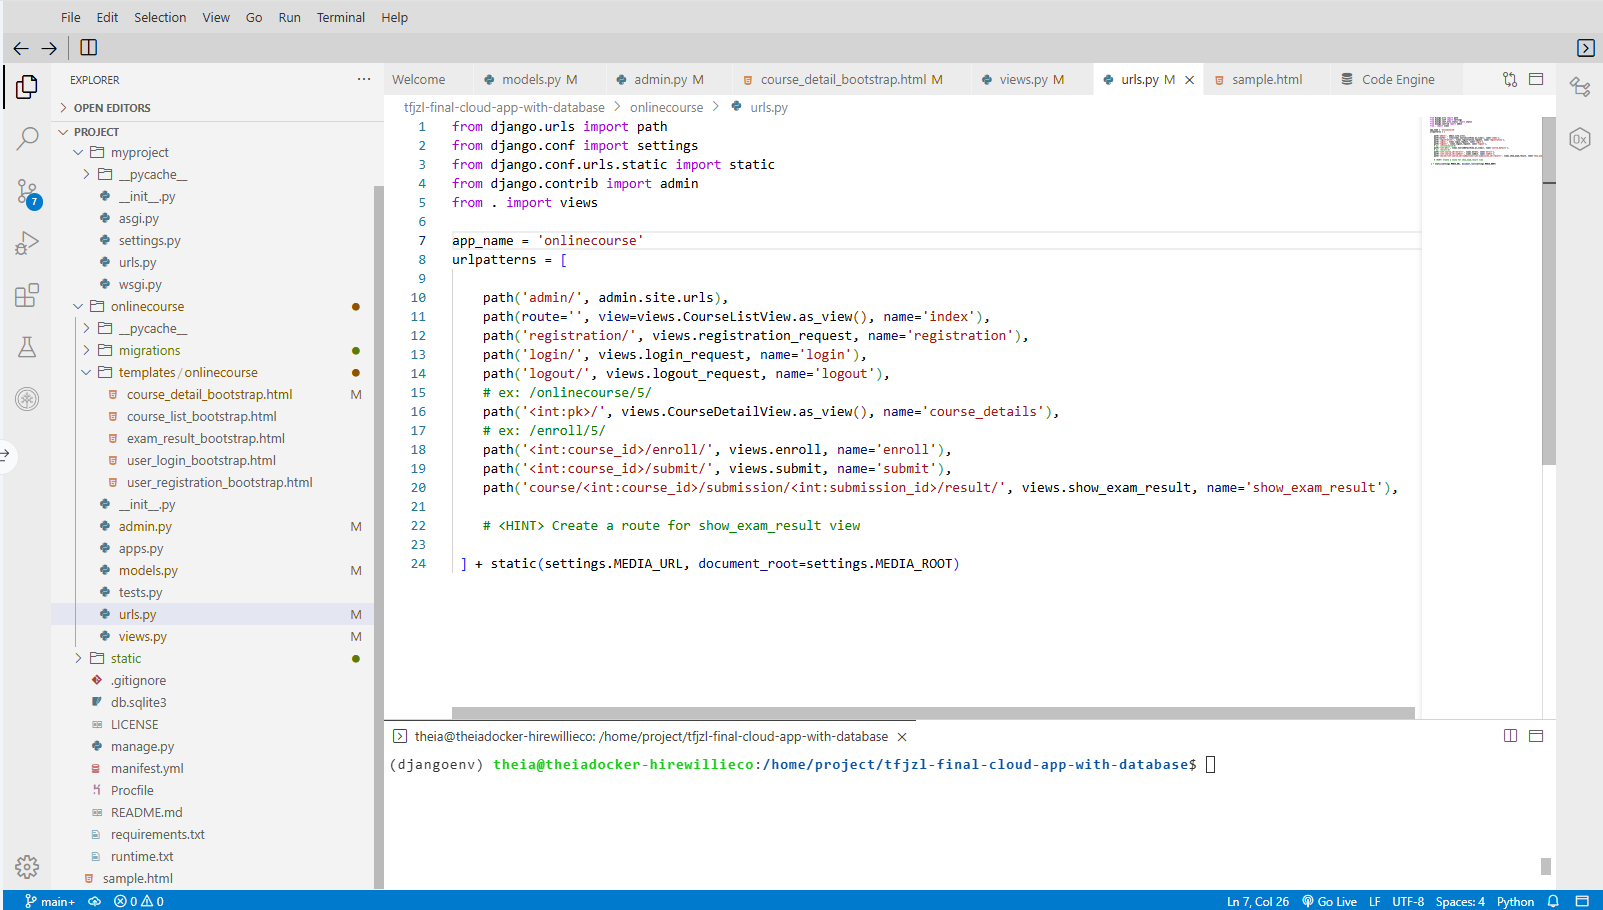 File Edit Selection View Go Run Terminal Help
EXPLORER
OPEN EDITORS
PROJECT
myproject
__pycache__
__init__.py
asgi.py
settings.py
urls.py
wsgi.py
onlinecourse
__pycache__
migrations
templates / onlinecourse
course_detail_bootstrap.html M
course_list_bootstrap.html
exam_result_bootstrap.html
user_login_bootstrap.html
user_registration_bootstrap.html
__init__.py
admin.py M
apps.py
models.py M
tests.py
urls.py M
views.py M
static
.gitignore
db.sqlite3
LICENSE
manage.py
manifest.yml
Procfile
README.md
requirements.txt
runtime.txt
sample.html
7
Welcome models.py M admin.py M course_detail_bootstrap.html M views.py M urls.py M sample.html Code Engine
tfjzl-final-cloud-app-with-database > onlinecourse > urls.py
1 from django.urls import path
2 from django.conf import settings
3 from django.conf.urls.static import static
4 from django.contrib import admin
5 from . import views
6
7 app_name = 'onlinecourse'
8 urlpatterns = [
9
10 path('admin/', admin.site.urls),
11 path(route='', view=views.CourseListView.as_view(), name='index'),
12 path('registration/', views.registration_request, name='registration'),
13 path('login/', views.login_request, name='login'),
14 path('logout/', views.logout_request, name='logout'),
15 # ex: /onlinecourse/5/
16 path('<int:pk>/', views.CourseDetailView.as_view(), name='course_details'),
17 # ex: /enroll/5/
18 path('<int:course_id>/enroll/', views.enroll, name='enroll'),
19 path('<int:course_id>/submit/', views.submit, name='submit'),
20 path('course/<int:course_id>/submission/<int:submission_id>/result/', views.show_exam_result, name='show_exam_result'),
21
22 # <HINT> Create a route for show_exam_result view
23
24 ] + static(settings.MEDIA_URL, document_root=settings.MEDIA_ROOT)
0x
theia@theiadocker-hirewillieco: /home/project/tfjzl-final-cloud-app-with-database
(djangoenv) theia@theiadocker-hirewillieco:/home/project/tfjzl-final-cloud-app-with-database$
main+ 0 0 Ln 7, Col 26 Go Live LF UTF-8 Spaces: 4 Python